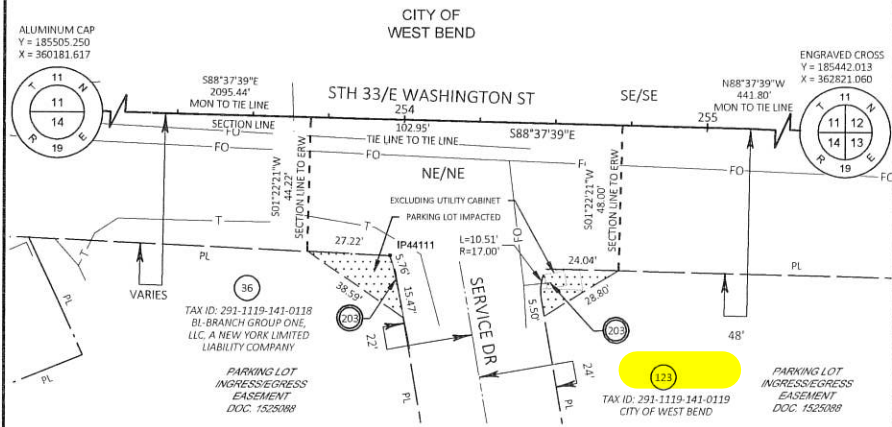 CITY OF
WEST BEND
ALUMINUM CAP
Y = 185505.250
X = 360181.617
ENGRAVED CROSS
Y = 185442.013
X = 362821.060
T 11 N
11
14
R 19 E
S88°37'39"E
2095.44'
MON TO TIE LINE
STH 33/E WASHINGTON ST
SE/SE
N88°37'39"W
441.80'
MON TO TIE LINE
T 11 N
11 12
14 13
R 19 E
SECTION LINE
254
102.95'
TIE LINE TO TIE LINE
S88°37'39"E
255
FO
FO
FO
FO
FO
FO
NE/NE
S01°22'21"W
44.22'
SECTION LINE TO ERW
S01°22'21"W
48.00'
SECTION LINE TO ERW
EXCLUDING UTILITY CABINET
PARKING LOT IMPACTED
T
T
27.22'
IP44111
L=10.51'
R=17.00'
24.04'
PL
PL
5.76'
15.47'
38.59'
28.80'
5.50'
VARIES
36
TAX ID: 291-1119-141-0118
BL-BRANCH GROUP ONE,
LLC, A NEW YORK LIMITED
LIABILITY COMPANY
203
22'
SERVICE DR
203
24'
48'
PL
PL
PARKING LOT
INGRESS/EGRESS
EASEMENT
DOC. 1525088
PL
PL
123
TAX ID: 291-1119-141-0119
CITY OF WEST BEND
PARKING LOT
INGRESS/EGRESS
EASEMENT
DOC. 1525088